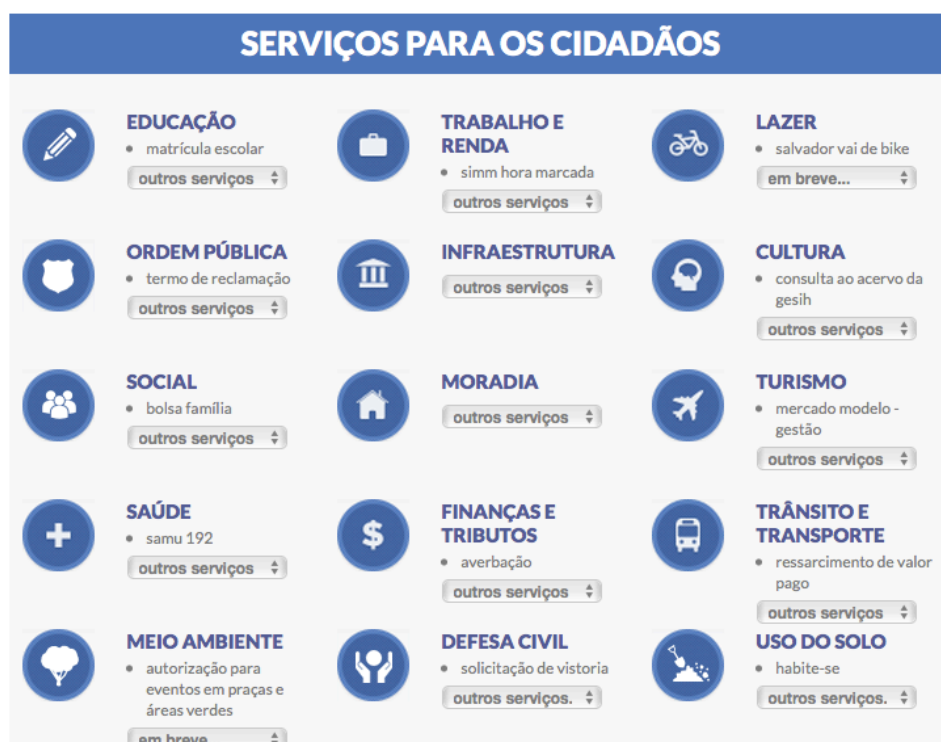 SERVIÇOS PARA OS CIDADÃOS
EDUCAÇÃO
matrícula escolar
outros serviços
TRABALHO E
RENDA
simm hora marcada
outros serviços
LAZER
salvador vai de bike
em breve...
ORDEM PÚBLICA
termo de reclamação
outros serviços
INFRAESTRUTURA
outros serviços
CULTURA
consulta ao acervo da
gesih
outros serviços
SOCIAL
bolsa família
outros serviços
MORADIA
outros serviços
TURISMO
mercado modelo -
gestão
outros serviços
SAÚDE
samu 192
outros serviços
FINANÇAS E
TRIBUTOS
averbação
outros serviços
TRÂNSITO E
TRANSPORTE
ressarcimento de valor
pago
outros serviços
MEIO AMBIENTE
autorização para
eventos em praças e
áreas verdes
em breve
DEFESA CIVIL
solicitação de vistoria
outros serviços.
USO DO SOLO
habite-se
outros serviços.